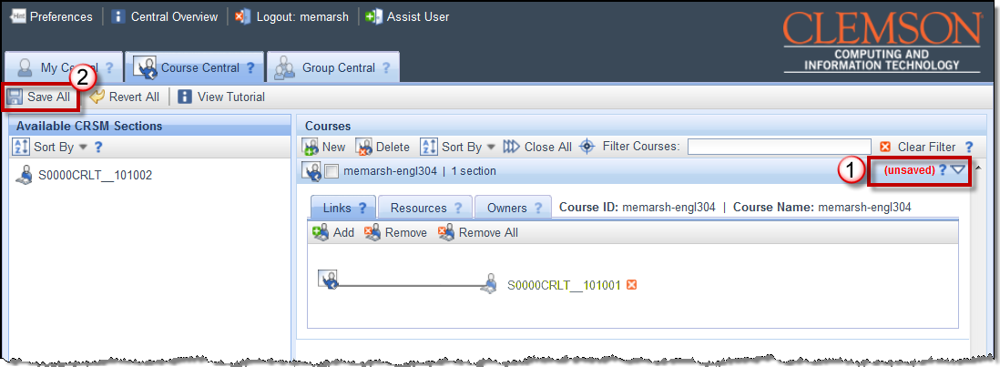 Preferences Central Overview Logout: memarsh Assist User
CLEMSON
COMPUTING AND
INFORMATION TECHNOLOGY
My Central ? Course Central ? Group Central ?
2
Save All Revert All View Tutorial
Available CRSM Sections
Sort By ?
S0000CRLT__101002
Courses
New Delete Sort By Close All Filter Courses: Clear Filter ?
memarsh-engl304 | 1 section 1 (unsaved) ?
Links ? Resources ? Owners ? Course ID: memarsh-engl304 | Course Name: memarsh-engl304
Add Remove Remove All
S0000CRLT__101001